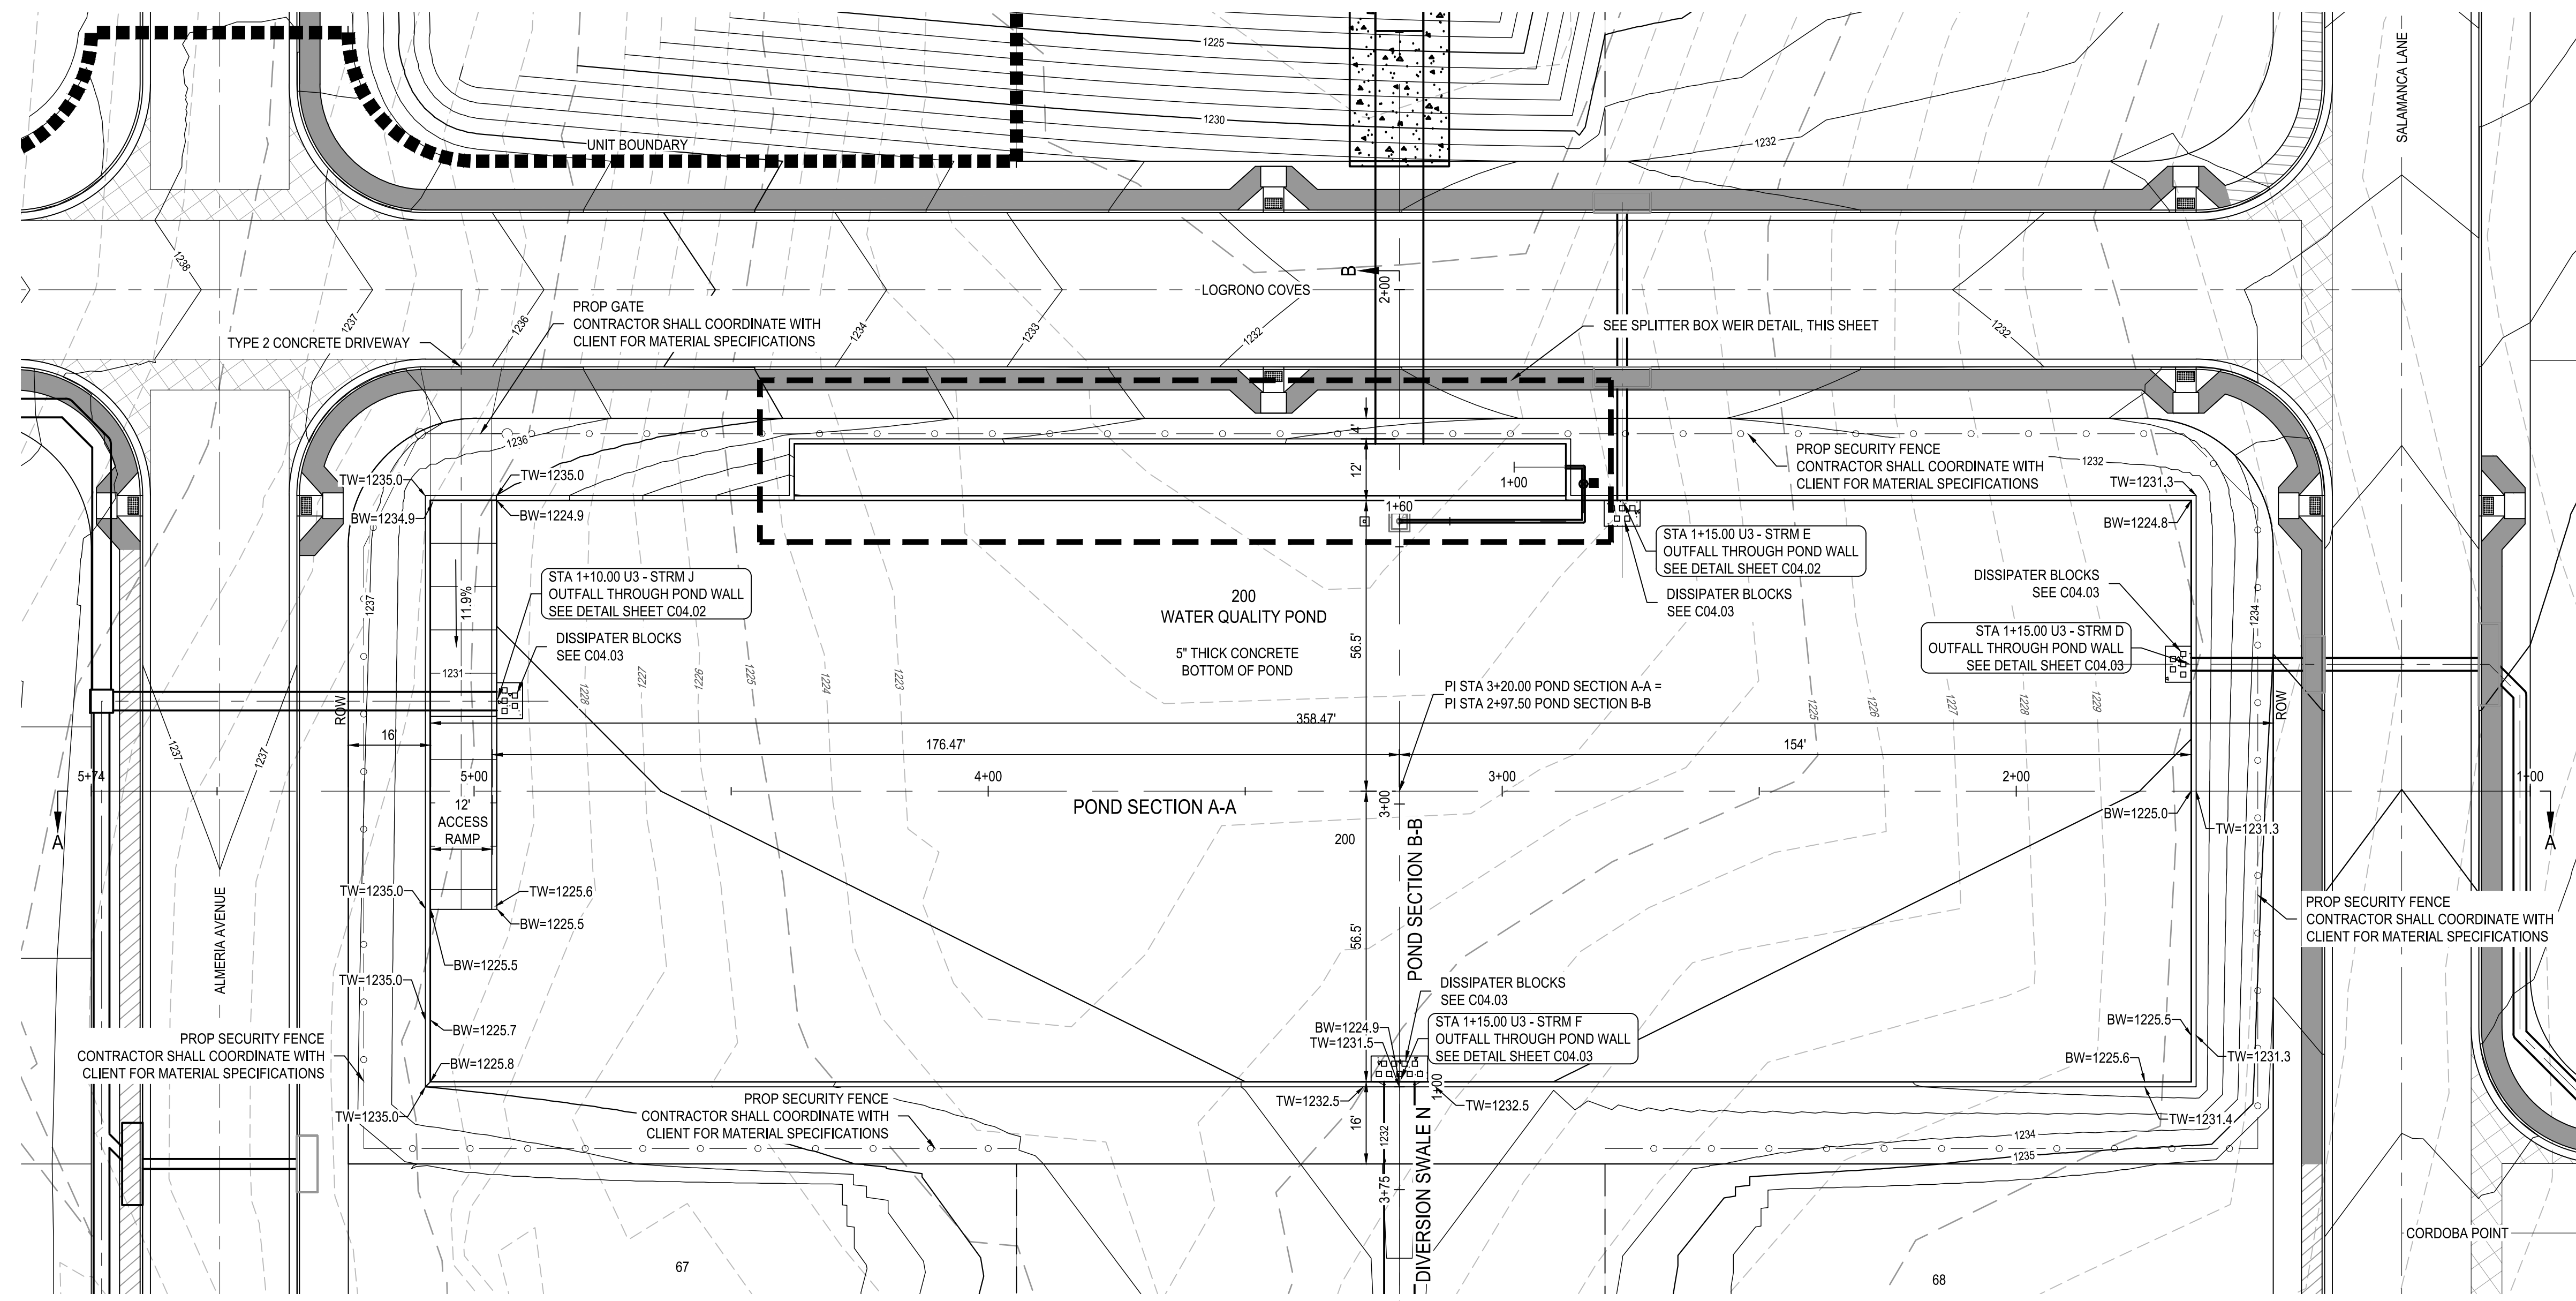 1225
1230
1232
SALAMANCA LANE
UNIT BOUNDARY
1238
1237
1236
1234
1233
1232
1232
B
2+00
LOGRONO COVES
PROP GATE
CONTRACTOR SHALL COORDINATE WITH
CLIENT FOR MATERIAL SPECIFICATIONS
TYPE 2 CONCRETE DRIVEWAY
SEE SPLITTER BOX WEIR DETAIL, THIS SHEET
1236
4'
12'
PROP SECURITY FENCE
CONTRACTOR SHALL COORDINATE WITH
CLIENT FOR MATERIAL SPECIFICATIONS
1232
TW=1235.0
TW=1235.0
BW=1234.9
BW=1224.9
1+00
1+60
TW=1231.3
BW=1224.8
STA 1+15.00 U3 - STRM E
OUTFALL THROUGH POND WALL
SEE DETAIL SHEET C04.02
DISSIPATER BLOCKS
SEE C04.03
STA 1+10.00 U3 - STRM J
OUTFALL THROUGH POND WALL
SEE DETAIL SHEET C04.02
DISSIPATER BLOCKS
SEE C04.03
11.9%
1237
1231
200
WATER QUALITY POND
5" THICK CONCRETE
BOTTOM OF POND
56.5'
DISSIPATER BLOCKS
SEE C04.03
STA 1+15.00 U3 - STRM D
OUTFALL THROUGH POND WALL
SEE DETAIL SHEET C04.03
1234
1228
1227
1226
1225
1224
1223
1225
1226
1227
1228
1229
PI STA 3+20.00 POND SECTION A-A =
PI STA 2+97.50 POND SECTION B-B
ROW
ROW
358.47'
16'
176.47'
154'
1237
1237
5+74
5+00
4+00
3+00
2+00
1+00
12'
ACCESS
RAMP
POND SECTION A-A
3+00
A
A
200
BW=1225.0
TW=1231.3
POND SECTION B-B
ALMERIA AVENUE
TW=1235.0
TW=1225.6
BW=1225.5
BW=1225.5
56.5'
PROP SECURITY FENCE
CONTRACTOR SHALL COORDINATE WITH
CLIENT FOR MATERIAL SPECIFICATIONS
TW=1235.0
BW=1225.7
DISSIPATER BLOCKS
SEE C04.03
STA 1+15.00 U3 - STRM F
OUTFALL THROUGH POND WALL
SEE DETAIL SHEET C04.03
BW=1224.9
TW=1231.5
BW=1225.5
TW=1231.3
BW=1225.6
PROP SECURITY FENCE
CONTRACTOR SHALL COORDINATE WITH
CLIENT FOR MATERIAL SPECIFICATIONS
BW=1225.8
TW=1235.0
PROP SECURITY FENCE
CONTRACTOR SHALL COORDINATE WITH
CLIENT FOR MATERIAL SPECIFICATIONS
TW=1232.5
1+00
TW=1232.5
TW=1231.4
16'
1232
3+75
DIVERSION SWALE N
1234
1235
67
68
CORDOBA POINT